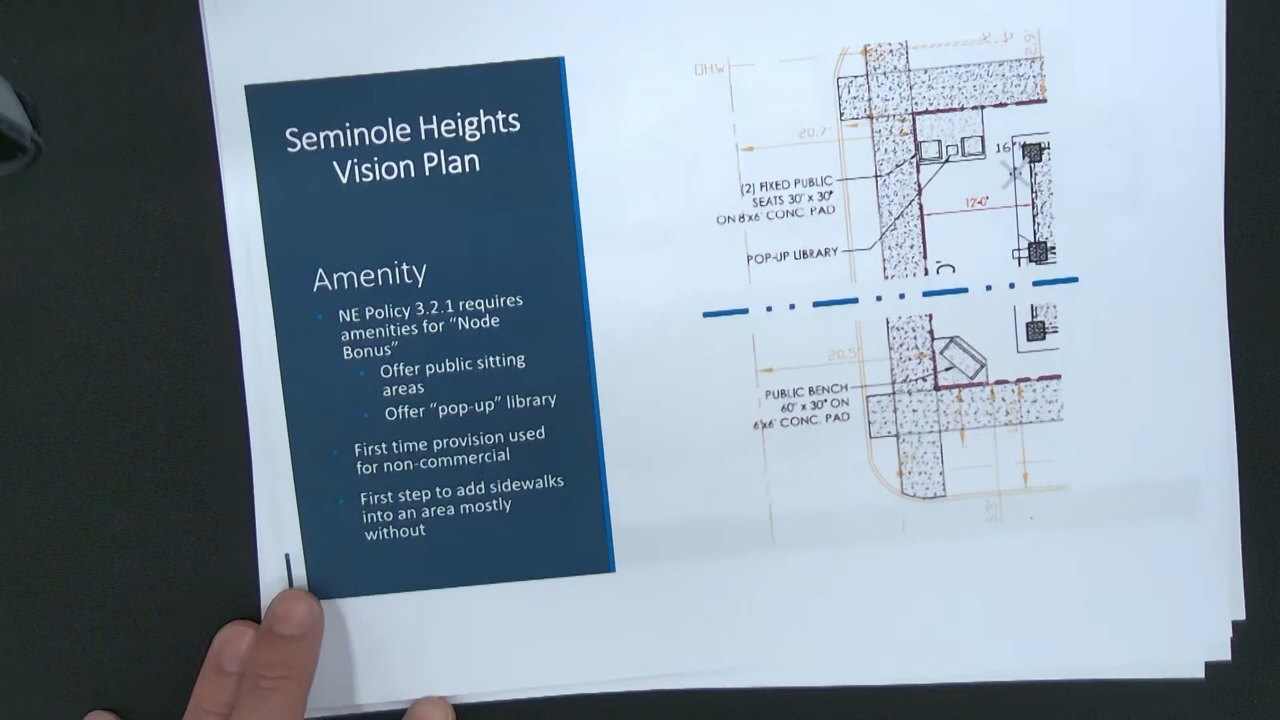 Seminole Heights
Vision Plan
Amenity
NE Policy 3.2.1 requires
amenities for "Node
Bonus"
Offer public sitting
areas
Offer "pop-up" library
First time provision used
for non-commercial
First step to add sidewalks
into an area mostly
without
OHW
20.7'
(2) FIXED PUBLIC
SEATS 30" x 30"
ON 8'x6' CONC. PAD
12'-0"
POP-UP LIBRARY
20.5'
PUBLIC BENCH
60" x 30" ON
6'x6' CONC. PAD